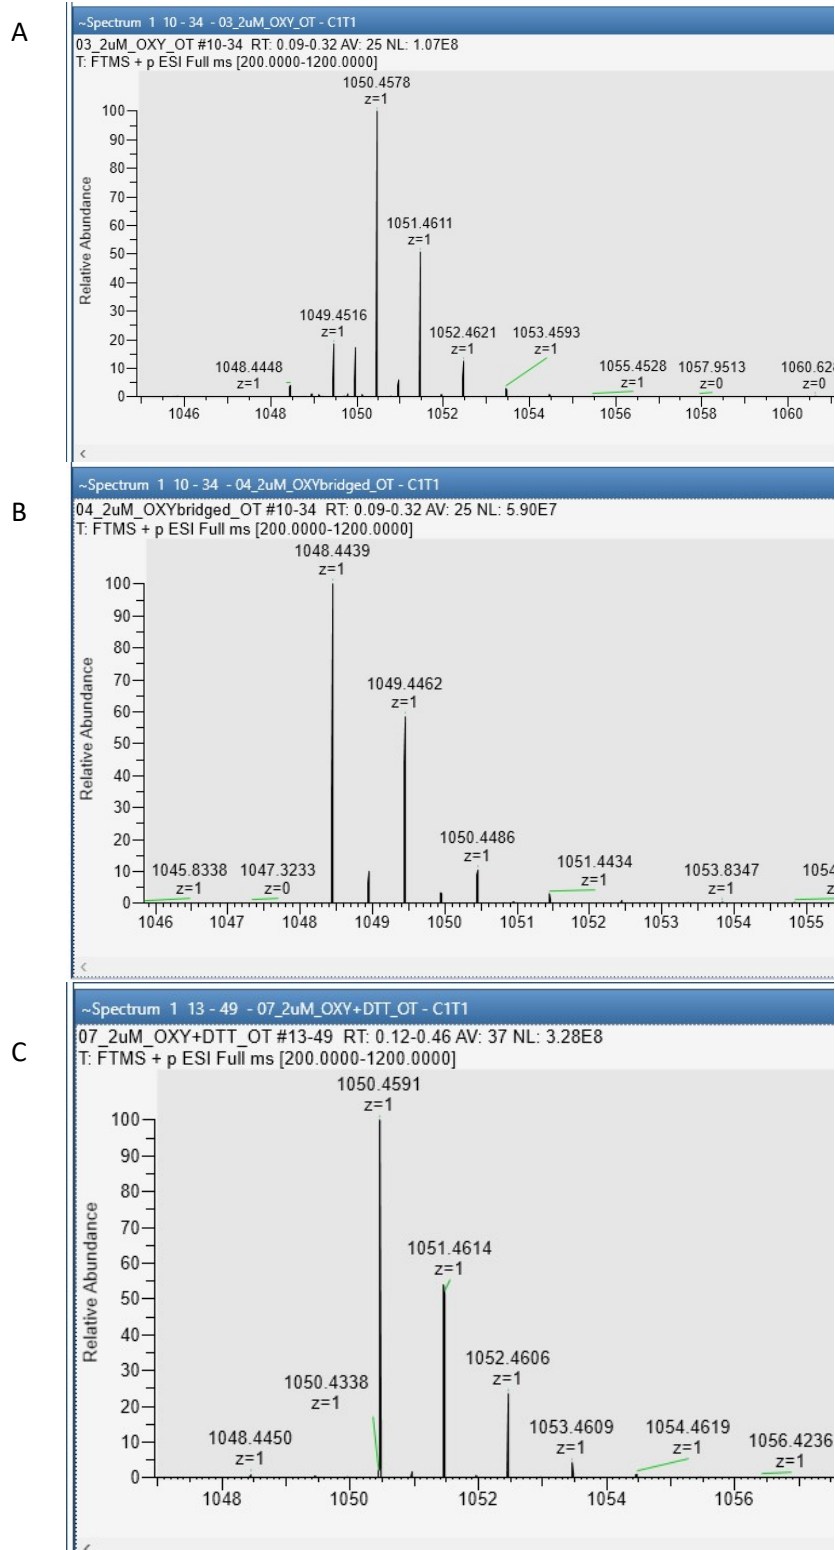 A
~Spectrum 1 10 - 34 - 03_2uM_OXY_OT - C1T1
03_2uM_OXY_OT #10-34 RT: 0.09-0.32 AV: 25 NL: 1.07E8
T: FTMS + p ESI Full ms [200.0000-1200.0000]
1050.4578
z=1
1051.4611
z=1
1049.4516
z=1
1052.4621
z=1
1053.4593
z=1
1048.4448
z=1
1055.4528
z=1
1057.9513
z=0
1060.628
z=0
Relative Abundance
100
90
80
70
60
50
40
30
20
10
0
1046 1048 1050 1052 1054 1056 1058 1060
B
~Spectrum 1 10 - 34 - 04_2uM_OXYbridged_OT - C1T1
04_2uM_OXYbridged_OT #10-34 RT: 0.09-0.32 AV: 25 NL: 5.90E7
T: FTMS + p ESI Full ms [200.0000-1200.0000]
1048.4439
z=1
1049.4462
z=1
1050.4486
z=1
1051.4434
z=1
1045.8338
z=1
1047.3233
z=0
1053.8347
z=1
1054
z
Relative Abundance
100
90
80
70
60
50
40
30
20
10
0
1046 1047 1048 1049 1050 1051 1052 1053 1054 1055
C
~Spectrum 1 13 - 49 - 07_2uM_OXY+DTT_OT - C1T1
07_2uM_OXY+DTT_OT #13-49 RT: 0.12-0.46 AV: 37 NL: 3.28E8
T: FTMS + p ESI Full ms [200.0000-1200.0000]
1050.4591
z=1
1051.4614
z=1
1052.4606
z=1
1050.4338
z=1
1048.4450
z=1
1053.4609
z=1
1054.4619
z=1
1056.4236
z=1
Relative Abundance
100
90
80
70
60
50
40
30
20
10
0
1048 1050 1052 1054 1056